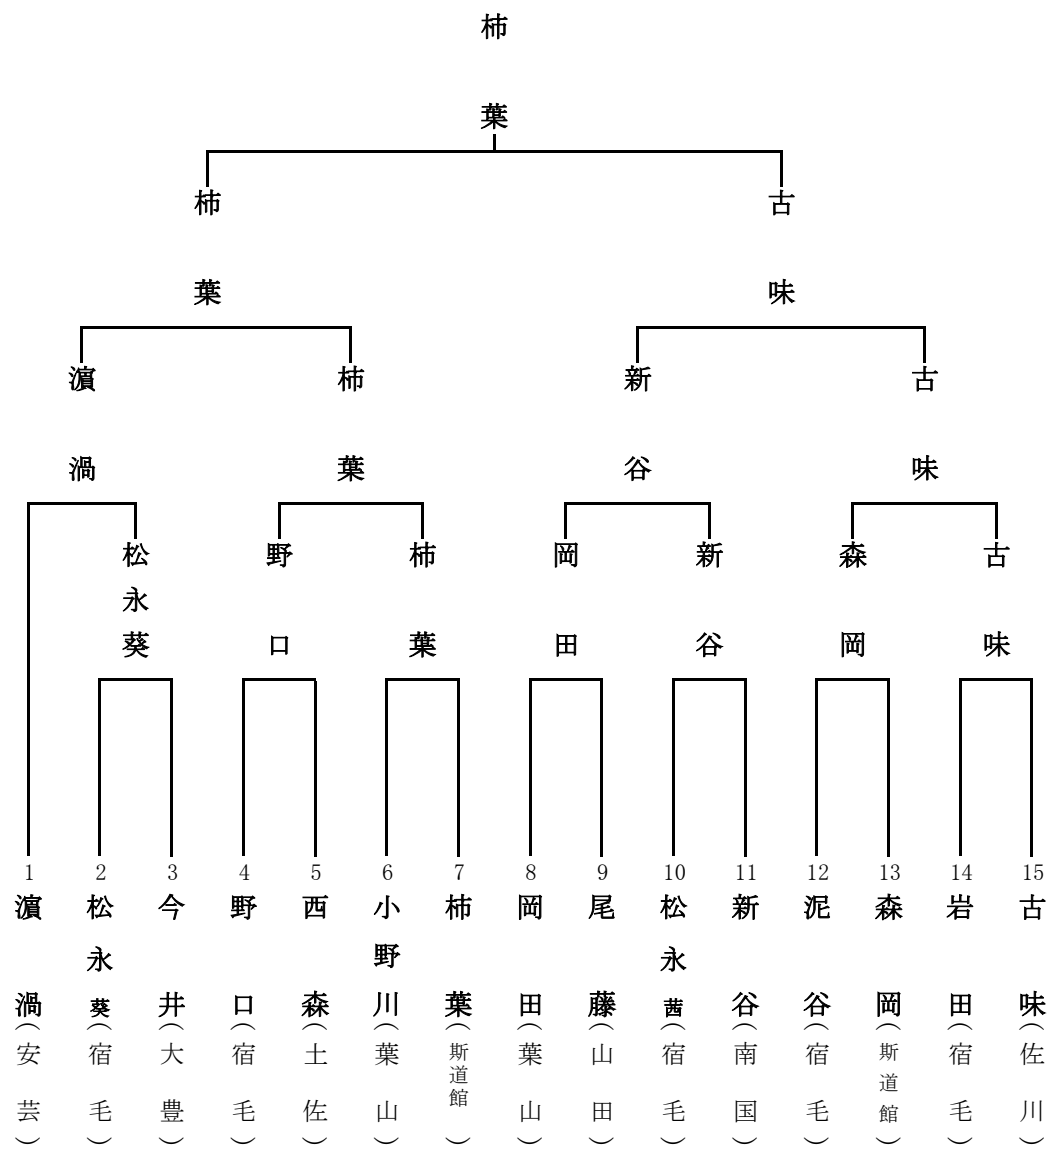 柿葉
柿葉
古味
濵渦
柿葉
新谷
古味
松永葵
野口
柿葉
岡田
新谷
森岡
古味
1 濵渦（安芸）
2 松永葵（宿毛）
3 今井（大豊）
4 野口（宿毛）
5 西森（土佐）
6 小野川（葉山）
7 柿葉（斯道館）
8 岡田（葉山）
9 尾藤（山田）
10 松永茜（宿毛）
11 新谷（南国）
12 泥谷（宿毛）
13 森岡（斯道館）
14 岩田（宿毛）
15 古味（佐川）